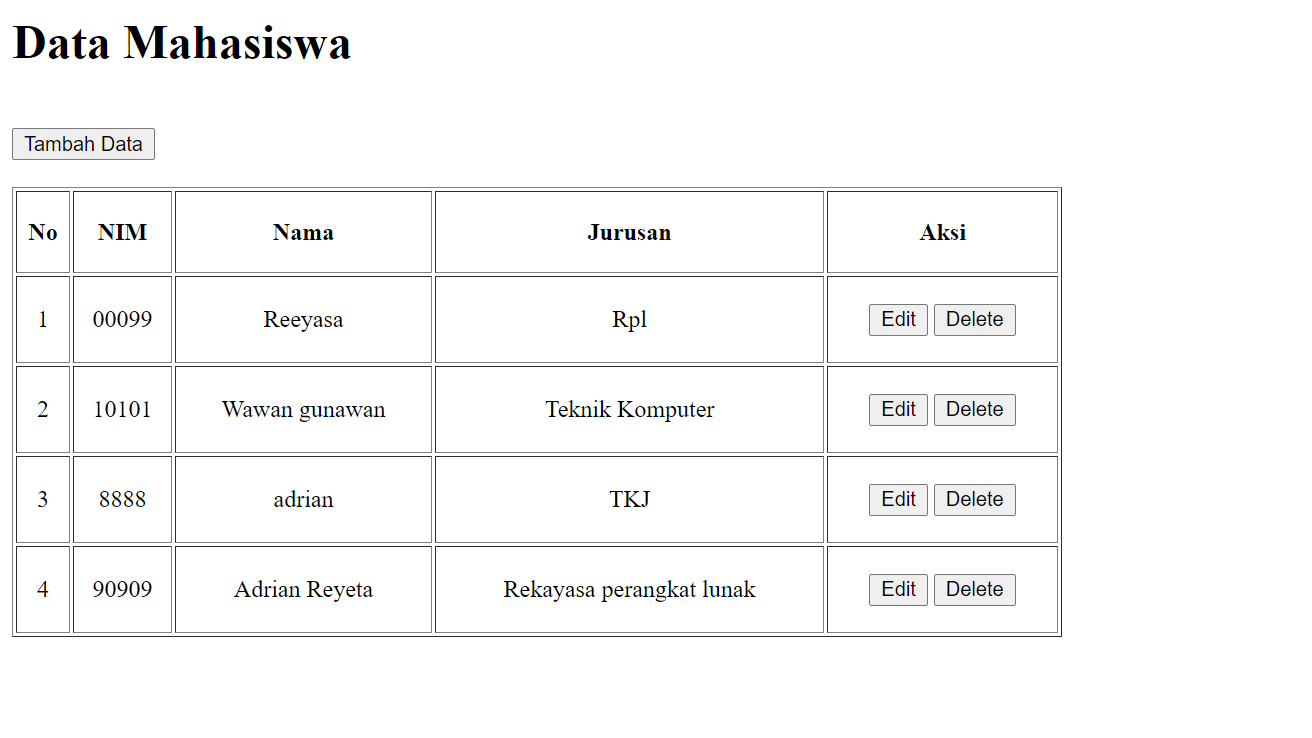 Data Mahasiswa
Tambah Data
No NIM Nama Jurusan Aksi
1 00099 Reeyasa Rpl Edit Delete
2 10101 Wawan gunawan Teknik Komputer Edit Delete
3 8888 adrian TKJ Edit Delete
4 90909 Adrian Reyeta Rekayasa perangkat lunak Edit Delete